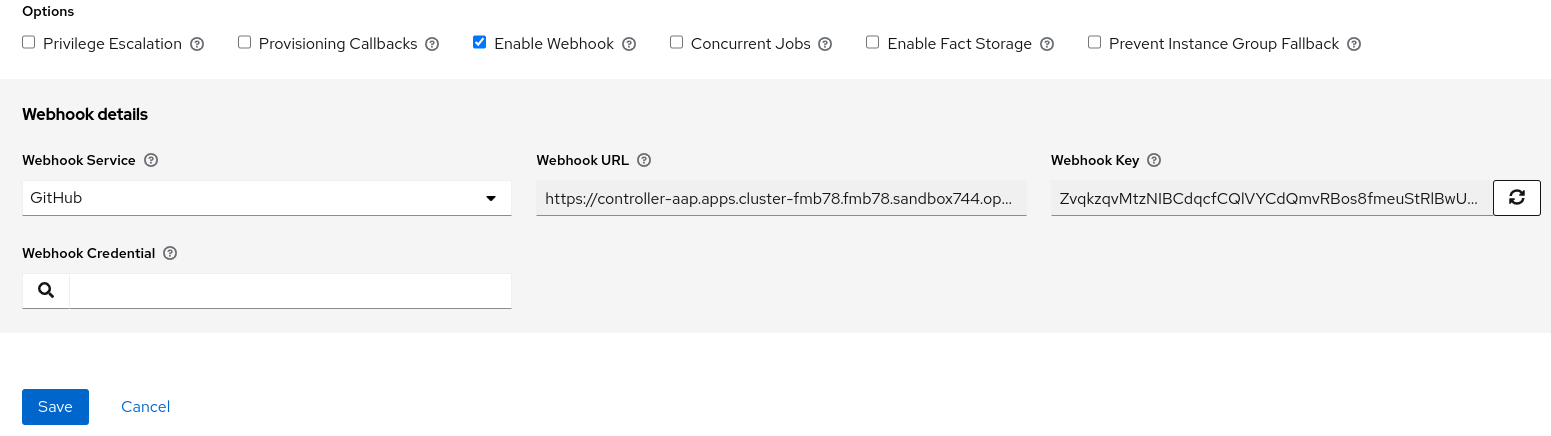 Options
Privilege Escalation Provisioning Callbacks Enable Webhook Concurrent Jobs Enable Fact Storage Prevent Instance Group Fallback
Webhook details
Webhook Service Webhook URL Webhook Key
GitHub https://controller-aap.apps.cluster-fmb78.fmb78.sandbox744.op... ZvqkzqvMtzNIBCdqcfCQlVYCdQmvRBos8fmeuStRlBwU...
Webhook Credential
Save Cancel